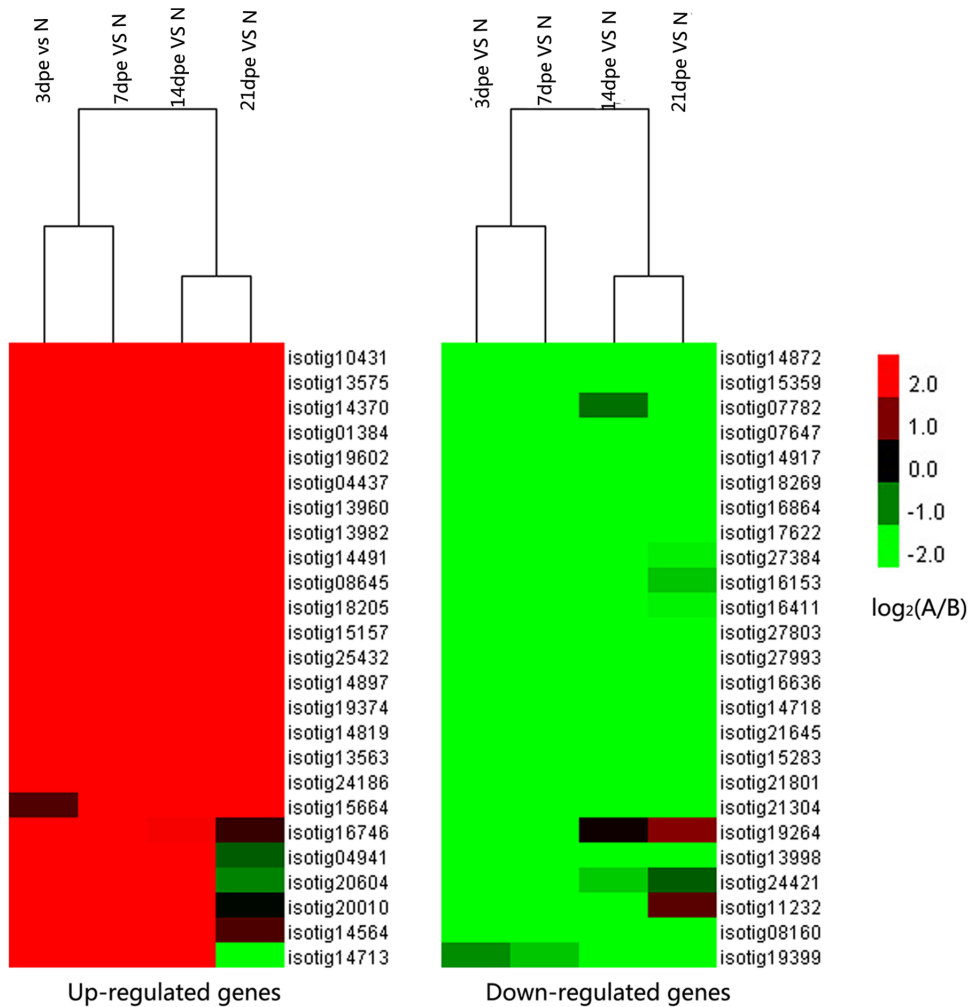 3dpe vs N
7dpe VS N
14dpe VS N
21dpe VS N
3dpe VS N
7dpe VS N
14dpe VS N
21dpe VS N
isotig10431
isotig13575
isotig14370
isotig01384
isotig19602
isotig04437
isotig13960
isotig13982
isotig14491
isotig08645
isotig18205
isotig15157
isotig25432
isotig14897
isotig19374
isotig14819
isotig13563
isotig24186
isotig15664
isotig16746
isotig04941
isotig20604
isotig20010
isotig14564
isotig14713
Up-regulated genes
isotig14872
isotig15359
isotig07782
isotig07647
isotig14917
isotig18269
isotig16864
isotig17622
isotig27384
isotig16153
isotig16411
isotig27803
isotig27993
isotig16636
isotig14718
isotig21645
isotig15283
isotig21801
isotig21304
isotig19264
isotig13998
isotig24421
isotig11232
isotig08160
isotig19399
Down-regulated genes
2.0
1.0
0.0
-1.0
-2.0
log₂(A/B)